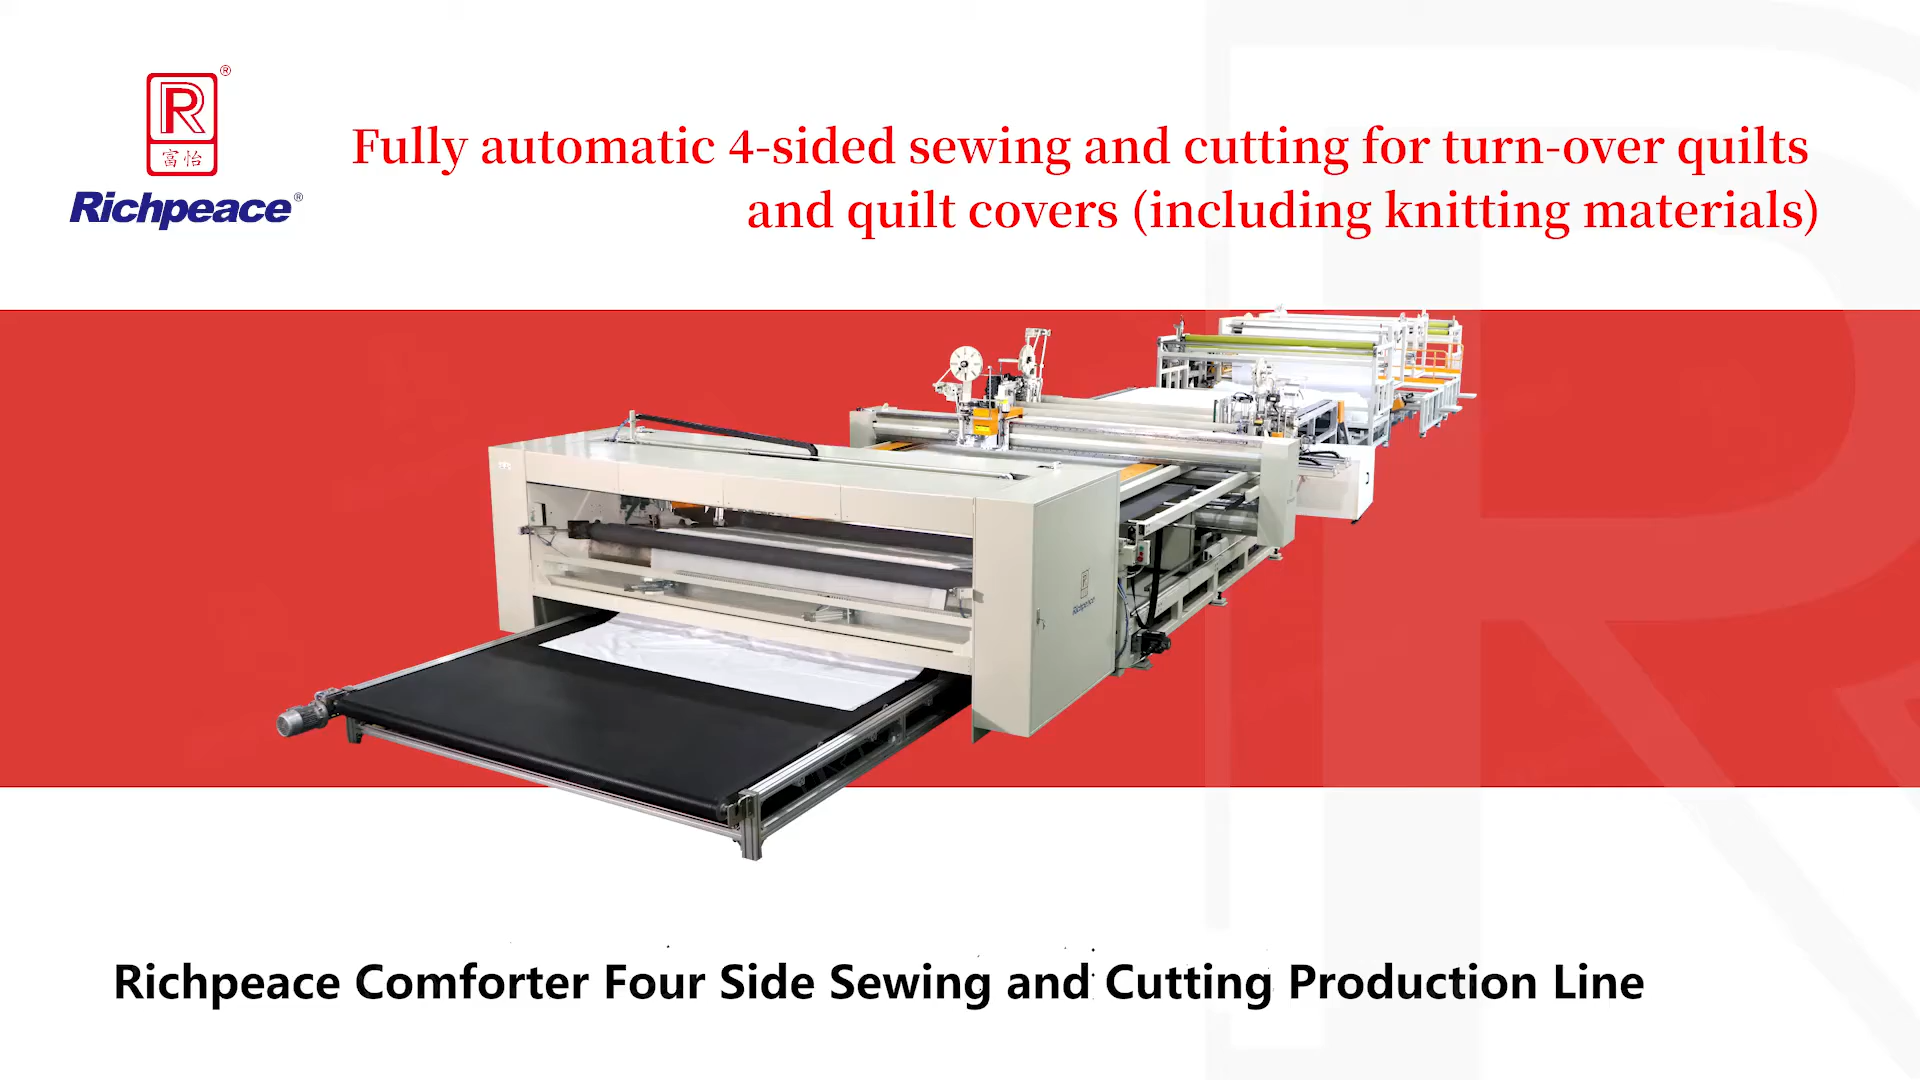 R®
富怡
Richpeace®
Fully automatic 4-sided sewing and cutting for turn-over quilts
and quilt covers (including knitting materials)
Richpeace
Richpeace Comforter Four Side Sewing and Cutting Production Line